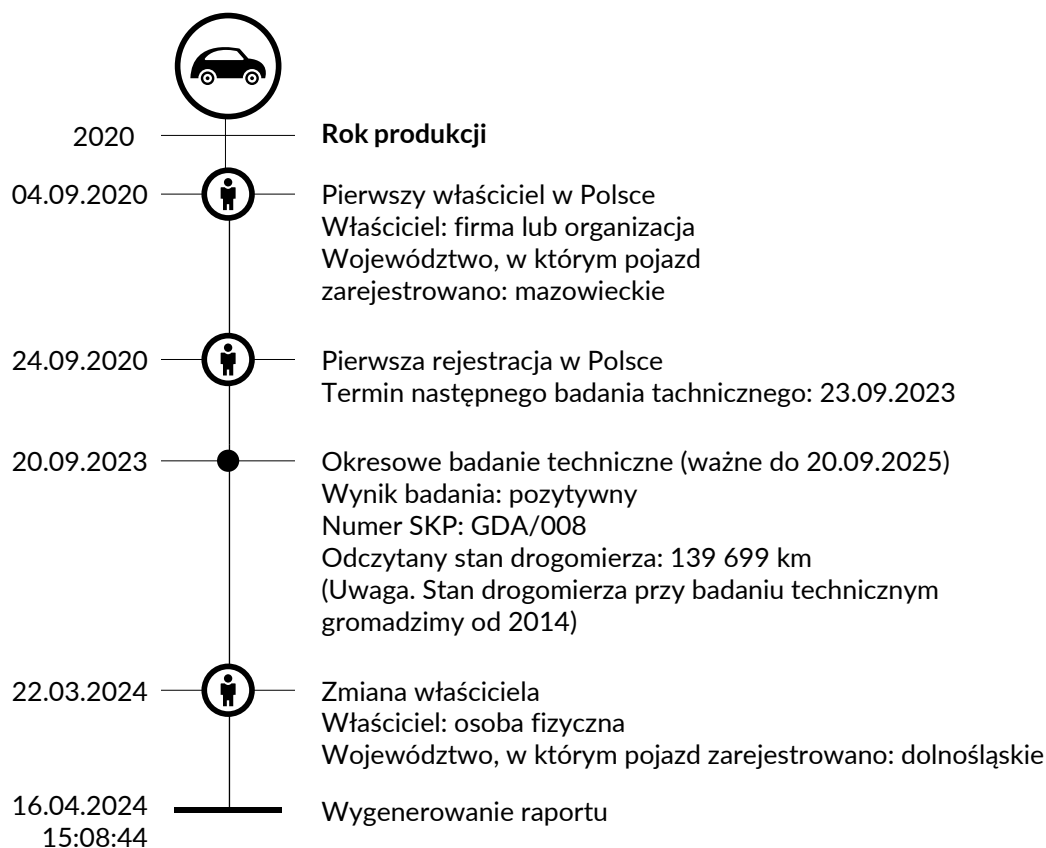 2020 Rok produkcji
04.09.2020 Pierwszy właściciel w Polsce
Właściciel: firma lub organizacja
Województwo, w którym pojazd
zarejestrowano: mazowieckie
24.09.2020 Pierwsza rejestracja w Polsce
Termin następnego badania tachnicznego: 23.09.2023
20.09.2023 Okresowe badanie techniczne (ważne do 20.09.2025)
Wynik badania: pozytywny
Numer SKP: GDA/008
Odczytany stan drogomierza: 139 699 km
(Uwaga. Stan drogomierza przy badaniu technicznym
gromadzimy od 2014)
22.03.2024 Zmiana właściciela
Właściciel: osoba fizyczna
Województwo, w którym pojazd zarejestrowano: dolnośląskie
16.04.2024 Wygenerowanie raportu
15:08:44